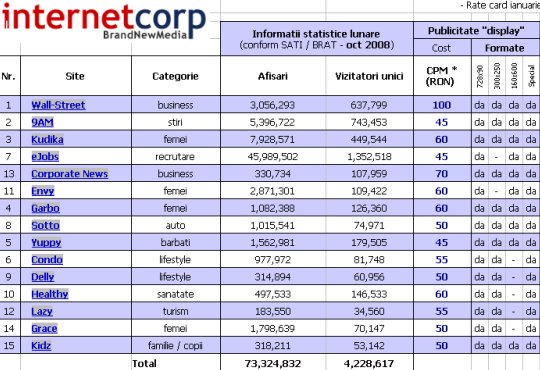 - Rate card ianuarie
internetcorp
BrandNewMedia
Informatii statistice lunare
(conform SATI / BRAT - oct 2008)
Publicitate "display"
Cost Formate
Nr. Site Categorie Afisari Vizitatori unici CPM * (RON) 728x90 300x250 160x600 Special
1 Wall-Street business 3,056,293 637,799 100 da da da da
2 9AM stiri 5,396,722 743,453 45 da da da da
3 Kudika femei 7,928,571 449,544 60 da da da da
7 eJobs recrutare 45,989,502 1,352,518 45 da - da da
13 Corporate News business 330,734 107,959 70 da da da da
11 Envy femei 2,871,301 109,422 60 da da - da
4 Garbo femei 1,082,388 126,360 60 da da da da
8 Sotto auto 1,015,541 74,971 50 da da da da
5 Yuppy barbati 1,562,981 179,505 45 da da da da
6 Condo lifestyle 977,972 81,748 55 da da - da
9 Delly lifestyle 314,894 60,956 50 da da - da
10 Healthy sanatate 497,533 146,533 60 da da - da
12 Lazy turism 183,550 34,560 55 da da - da
14 Grace femei 1,798,639 70,147 50 da da da da
15 Kidz familie / copii 318,211 53,142 50 da da da da
Total 73,324,832 4,228,617